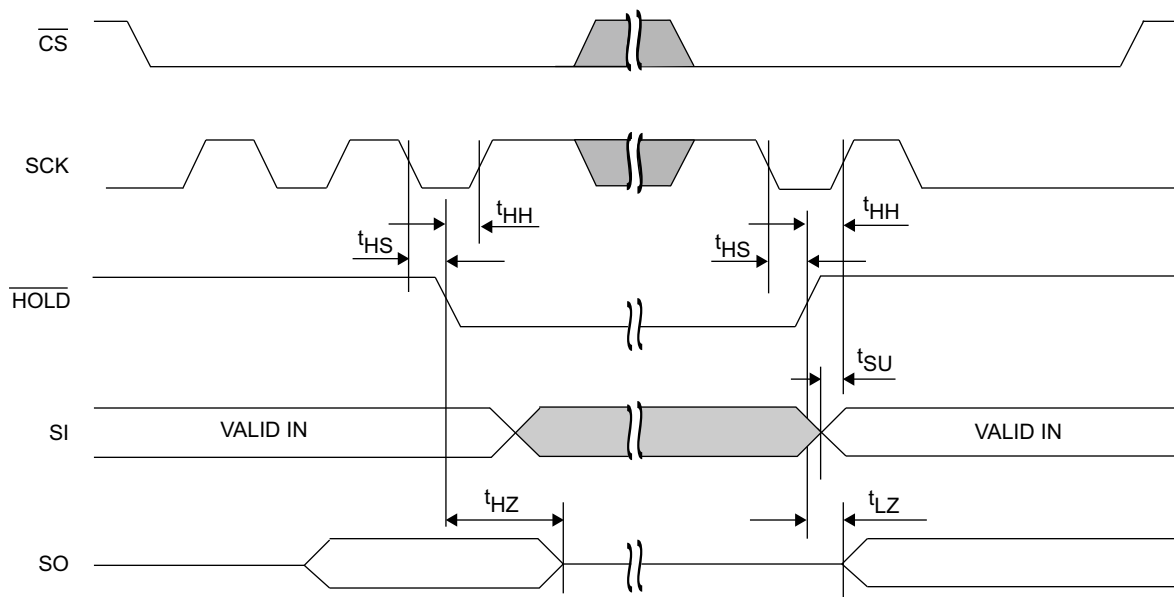 CS
SCK
tHH
tHH
tHS
tHS
HOLD
tSU
SI
VALID IN
VALID IN
tHZ
tLZ
SO